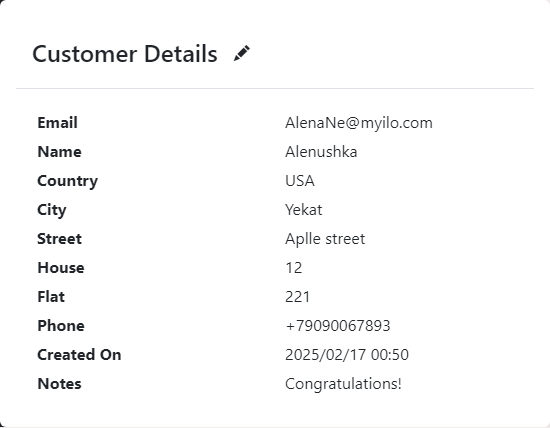 Customer Details
Email AlenaNe@myilo.com
Name Alenushka
Country USA
City Yekat
Street Aplle street
House 12
Flat 221
Phone +79090067893
Created On 2025/02/17 00:50
Notes Congratulations!